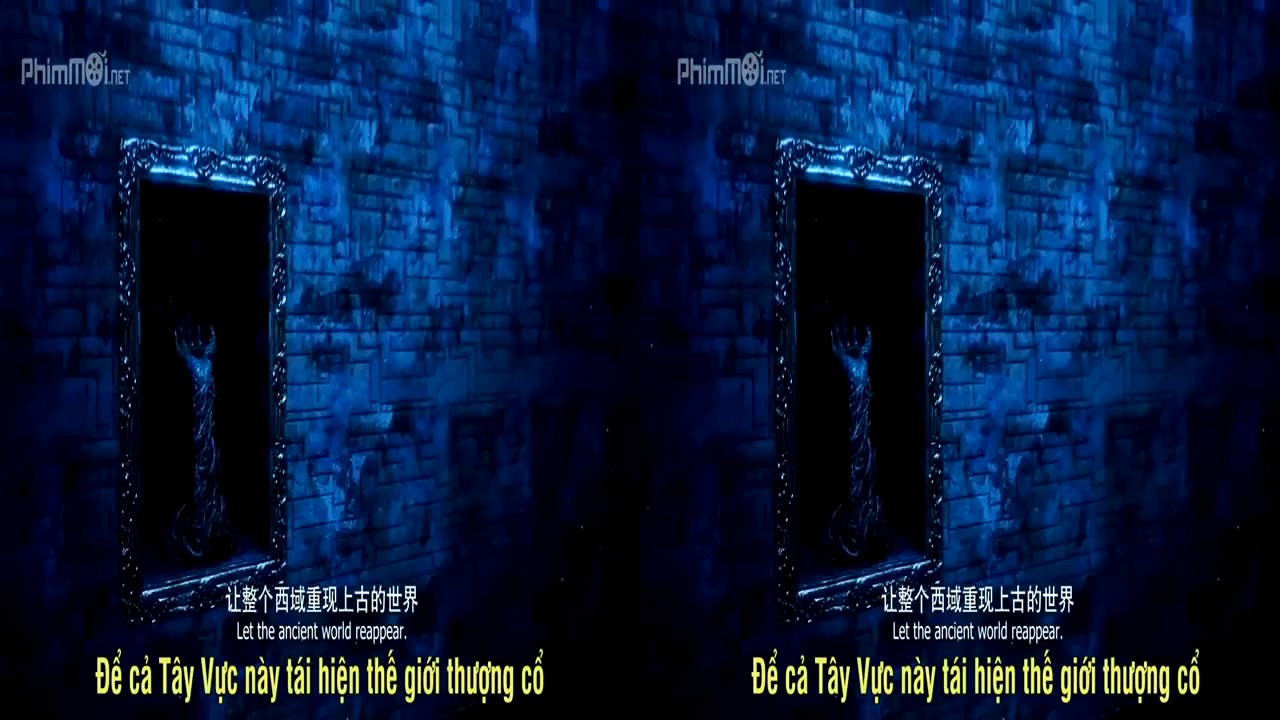 PhimMới.NET PhimMới.NET
让整个西域重现上古的世界 让整个西域重现上古的世界
Let the ancient world reappear. Let the ancient world reappear.
Để cả Tây Vực này tái hiện thế giới thượng cổ Để cả Tây Vực này tái hiện thế giới thượng cổ